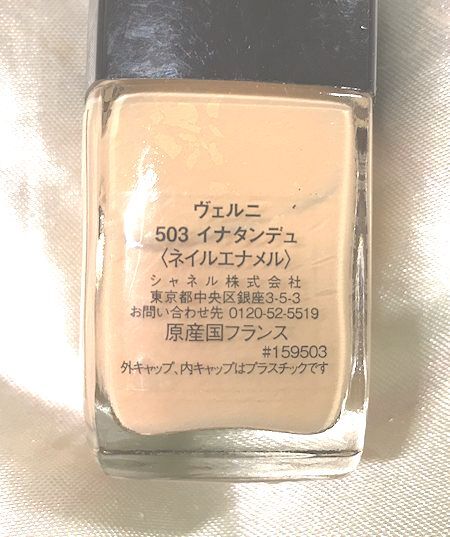 ヴェルニ
503 イナタンデュ
〈ネイルエナメル〉
シャネル株式会社
東京都中央区銀座3-5-3
お問い合わせ先 0120-52-5519
原産国フランス
#159503
外キャップ、内キャップはプラスチックです